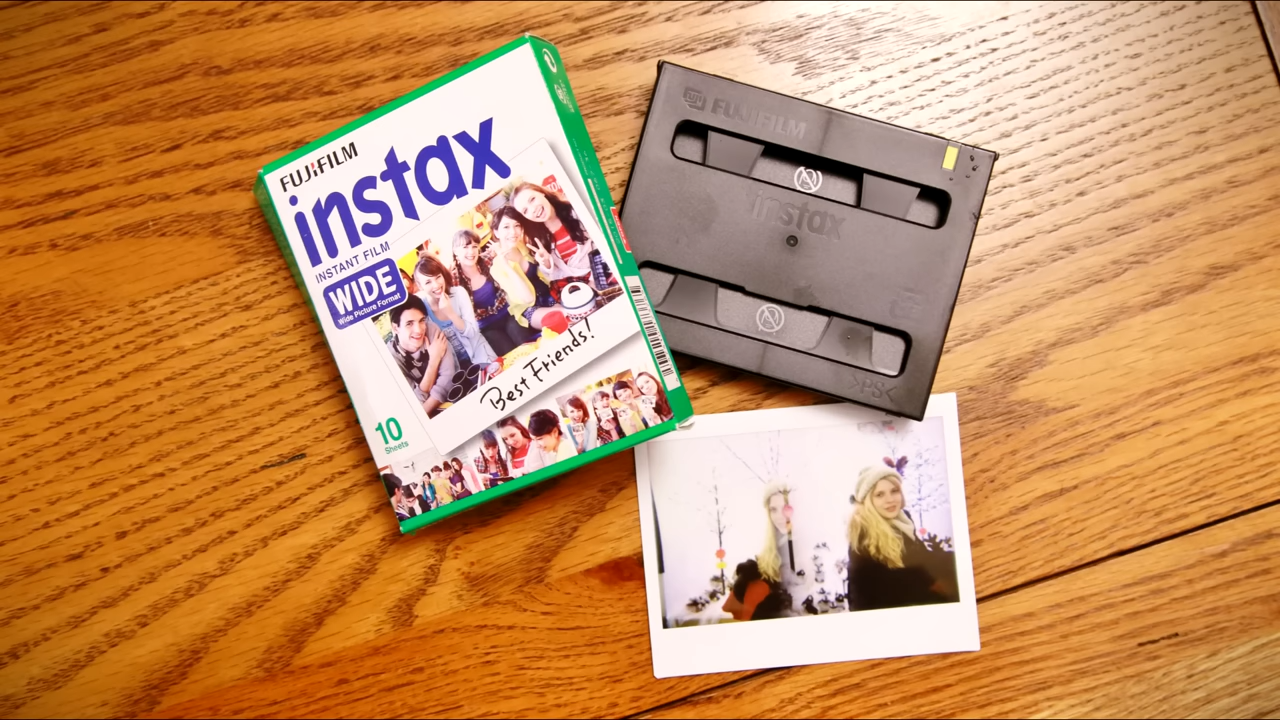 FUJIFILM
instax
INSTANT FILM
WIDE
Wide Picture Format
Best Friends!
10
Sheets
FUJIFILM
instax
>PS<